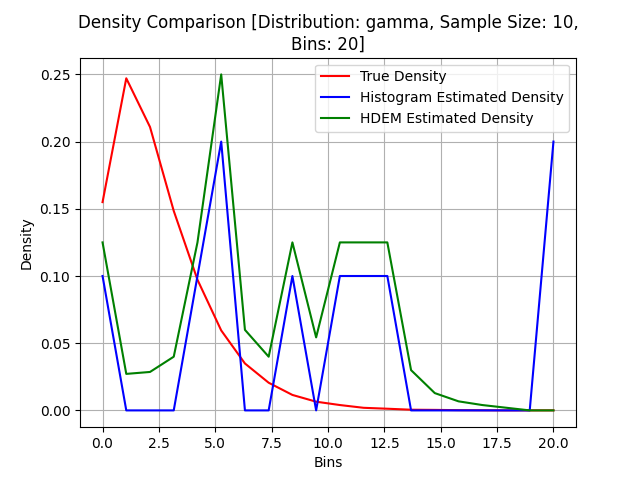 Density Comparison [Distribution: gamma, Sample Size: 10,
Bins: 20]
True Density
Histogram Estimated Density
HDEM Estimated Density
Density
0.25
0.20
0.15
0.10
0.05
0.00
0.0 2.5 5.0 7.5 10.0 12.5 15.0 17.5 20.0
Bins